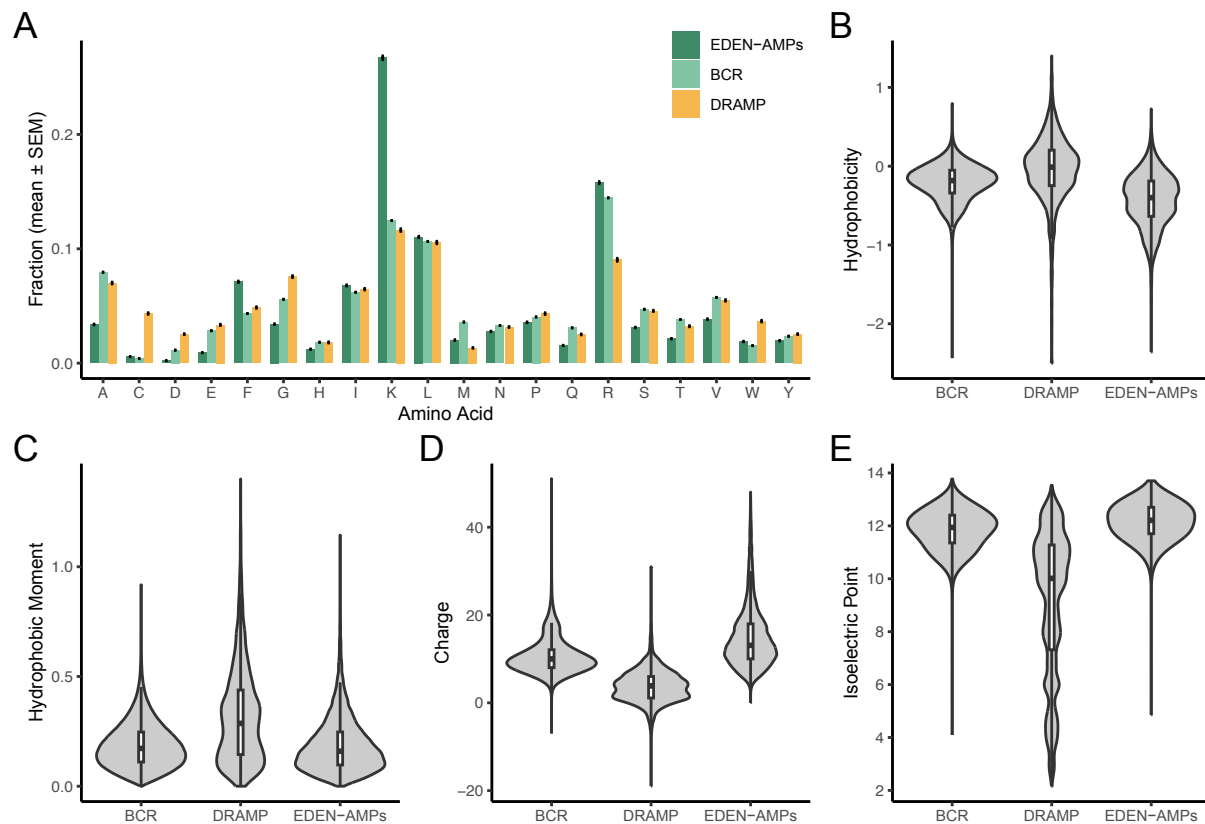 A
Fraction (mean ± SEM)
0.2
0.1
0.0
A C D E F G H I K L M N P Q R S T V W Y
Amino Acid
EDEN−AMPs
BCR
DRAMP
B
Hydrophobicity
1
0
−1
−2
BCR DRAMP EDEN−AMPs
C
Hydrophobic Moment
1.0
0.5
0.0
BCR DRAMP EDEN−AMPs
D
Charge
40
20
0
−20
BCR DRAMP EDEN−AMPs
E
Isoelectric Point
14
12
10
8
6
4
2
BCR DRAMP EDEN−AMPs